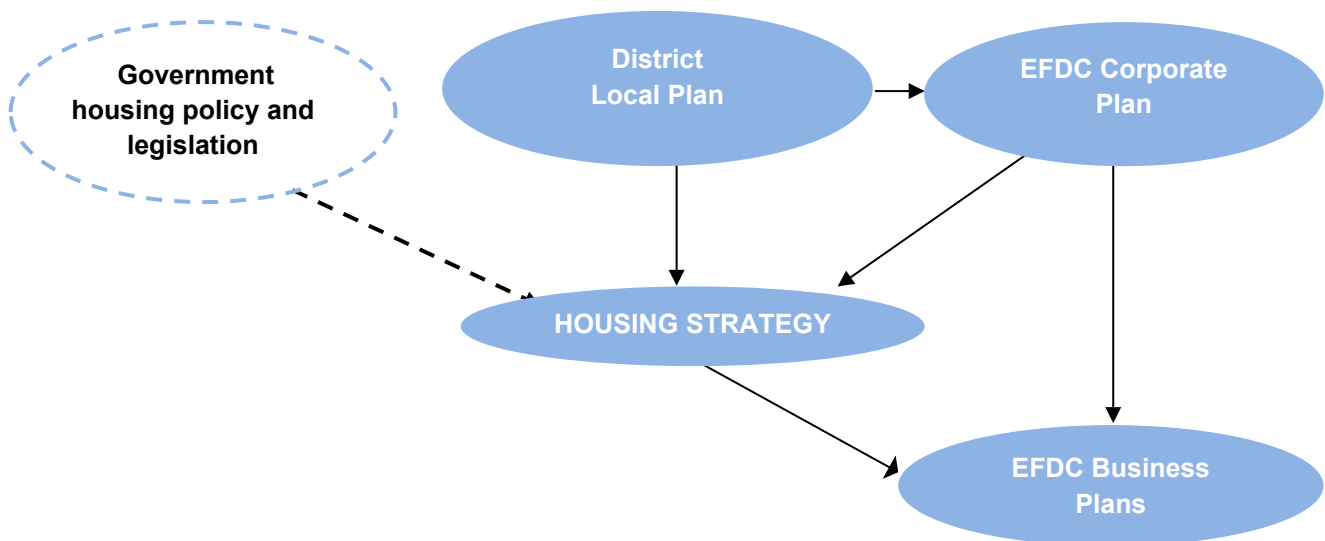 Government
housing policy and
legislation
District
Local Plan
EFDC Corporate
Plan
HOUSING STRATEGY
EFDC Business
Plans